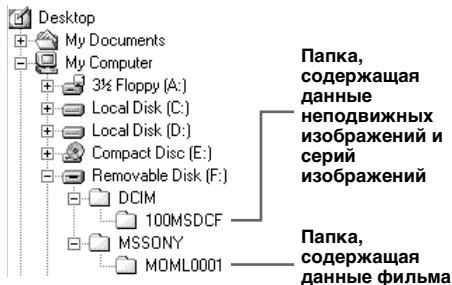 Desktop
My Documents
My Computer
3½ Floppy (A:)
Local Disk (C:)
Local Disk (D:)
Compact Disc (E:)
Removable Disk (F:)
DCIM
100MSDCF
MSSONY
MOML0001
Папка,
содержащая
данные
неподвижных
изображений и
серий
изображений
Папка,
содержащая
данные фильма